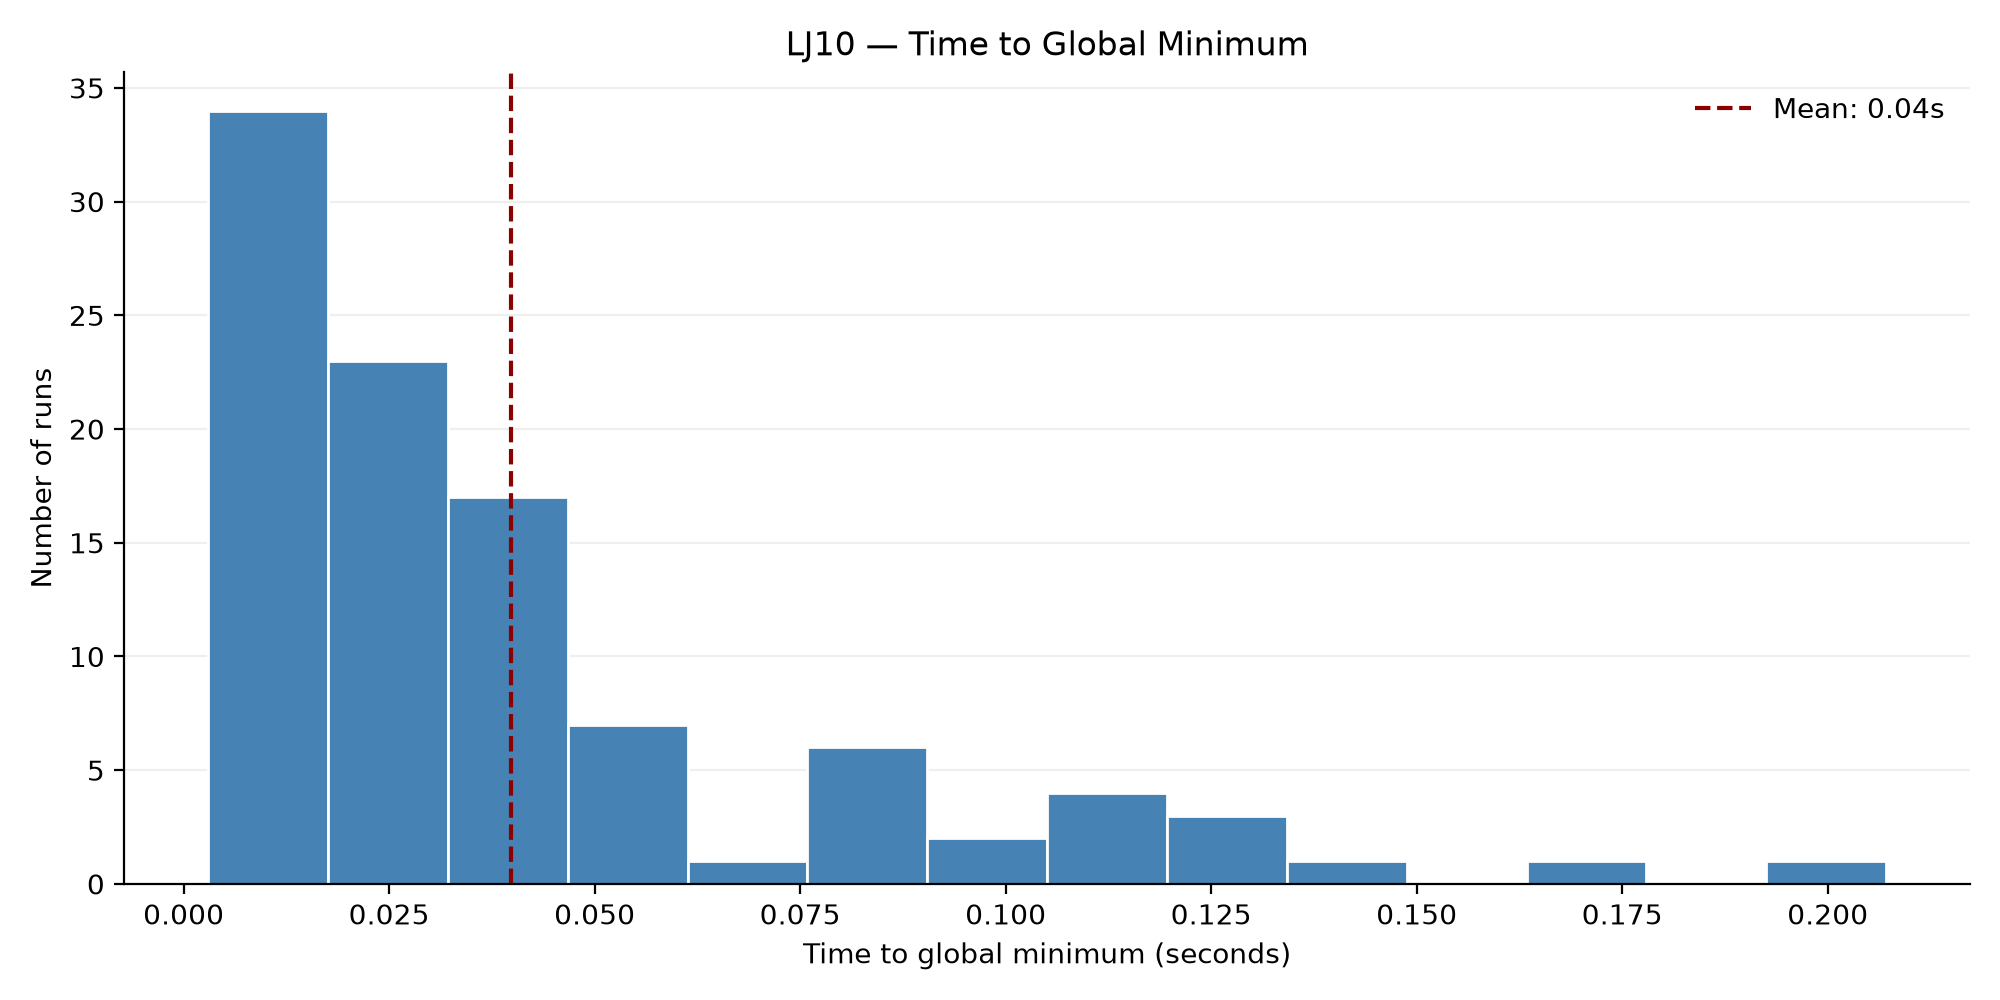 LJ10 — Time to Global Minimum
Mean: 0.04s
Number of runs
35
30
25
20
15
10
5
0
0.000 0.025 0.050 0.075 0.100 0.125 0.150 0.175 0.200
Time to global minimum (seconds)